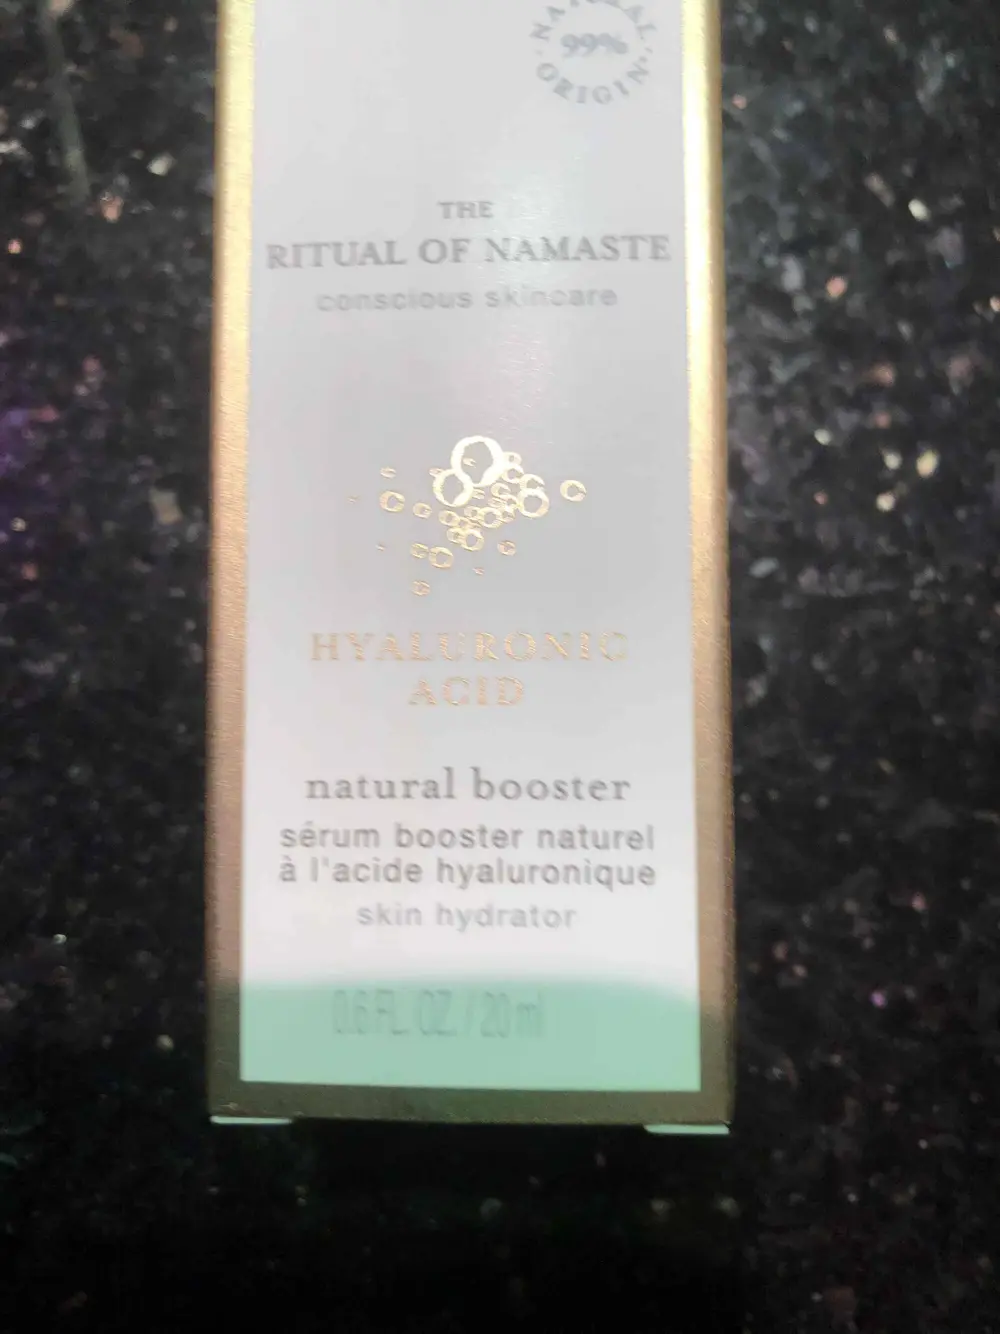 NATURAL
99%
ORIGIN
THE
RITUAL OF NAMASTE
conscious skincare
HYALURONIC
ACID
natural booster
sérum booster naturel
à l'acide hyaluronique
skin hydrator
0.6 FL. OZ. / 20 ml